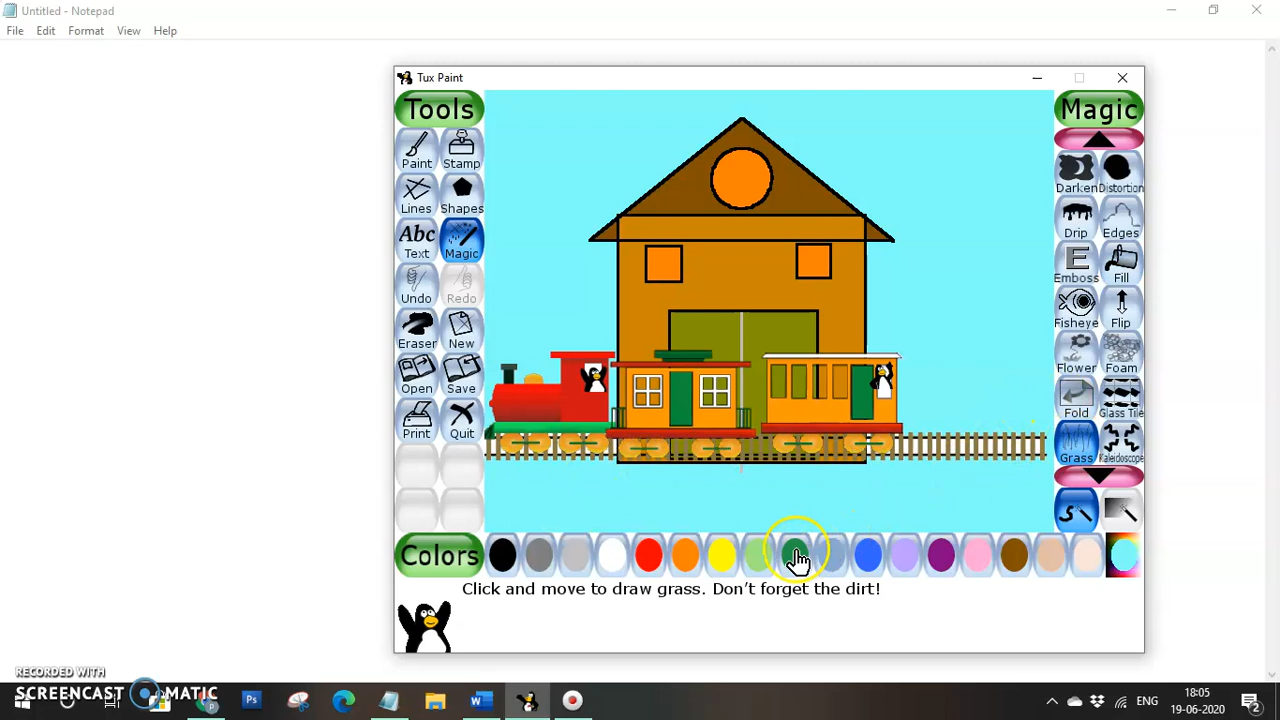 Untitled - Notepad
File Edit Format View Help
Tux Paint
Tools
Magic
Paint Stamp
Lines Shapes
Abc
Text Magic
Undo Redo
Eraser New
Open Save
Print Quit
Darken Distortion
Drip Edges
E
Emboss Fill
Fisheye Flip
Flower Foam
Fold Glass Tile
Grass Kaleidoscope
Colors
Click and move to draw grass. Don't forget the dirt!
RECORDED WITH
SCREENCAST MATIC
Ps
W
ENG
18:05
19-06-2020
2